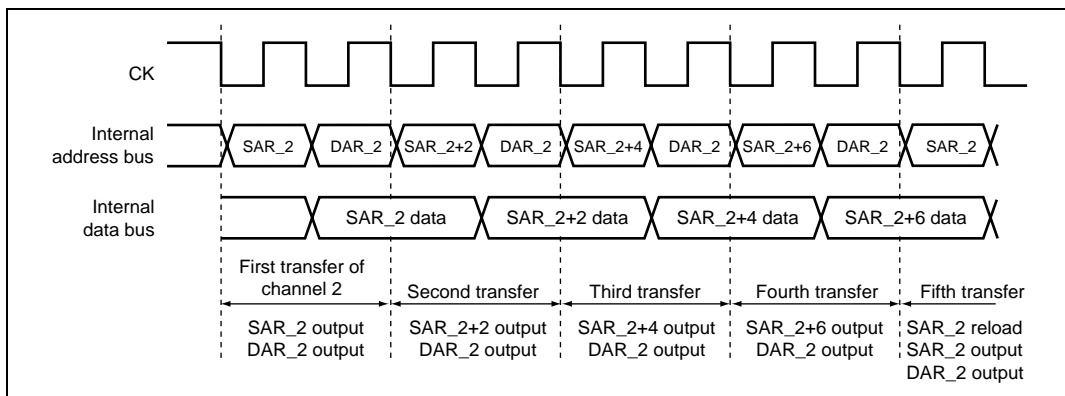 CK
Internal
address bus
SAR_2 DAR_2 SAR_2+2 DAR_2 SAR_2+4 DAR_2 SAR_2+6 DAR_2 SAR_2
Internal
data bus
SAR_2 data SAR_2+2 data SAR_2+4 data SAR_2+6 data
First transfer of
channel 2
Second transfer
Third transfer
Fourth transfer
Fifth transfer
SAR_2 output
DAR_2 output
SAR_2+2 output
DAR_2 output
SAR_2+4 output
DAR_2 output
SAR_2+6 output
DAR_2 output
SAR_2 reload
SAR_2 output
DAR_2 output